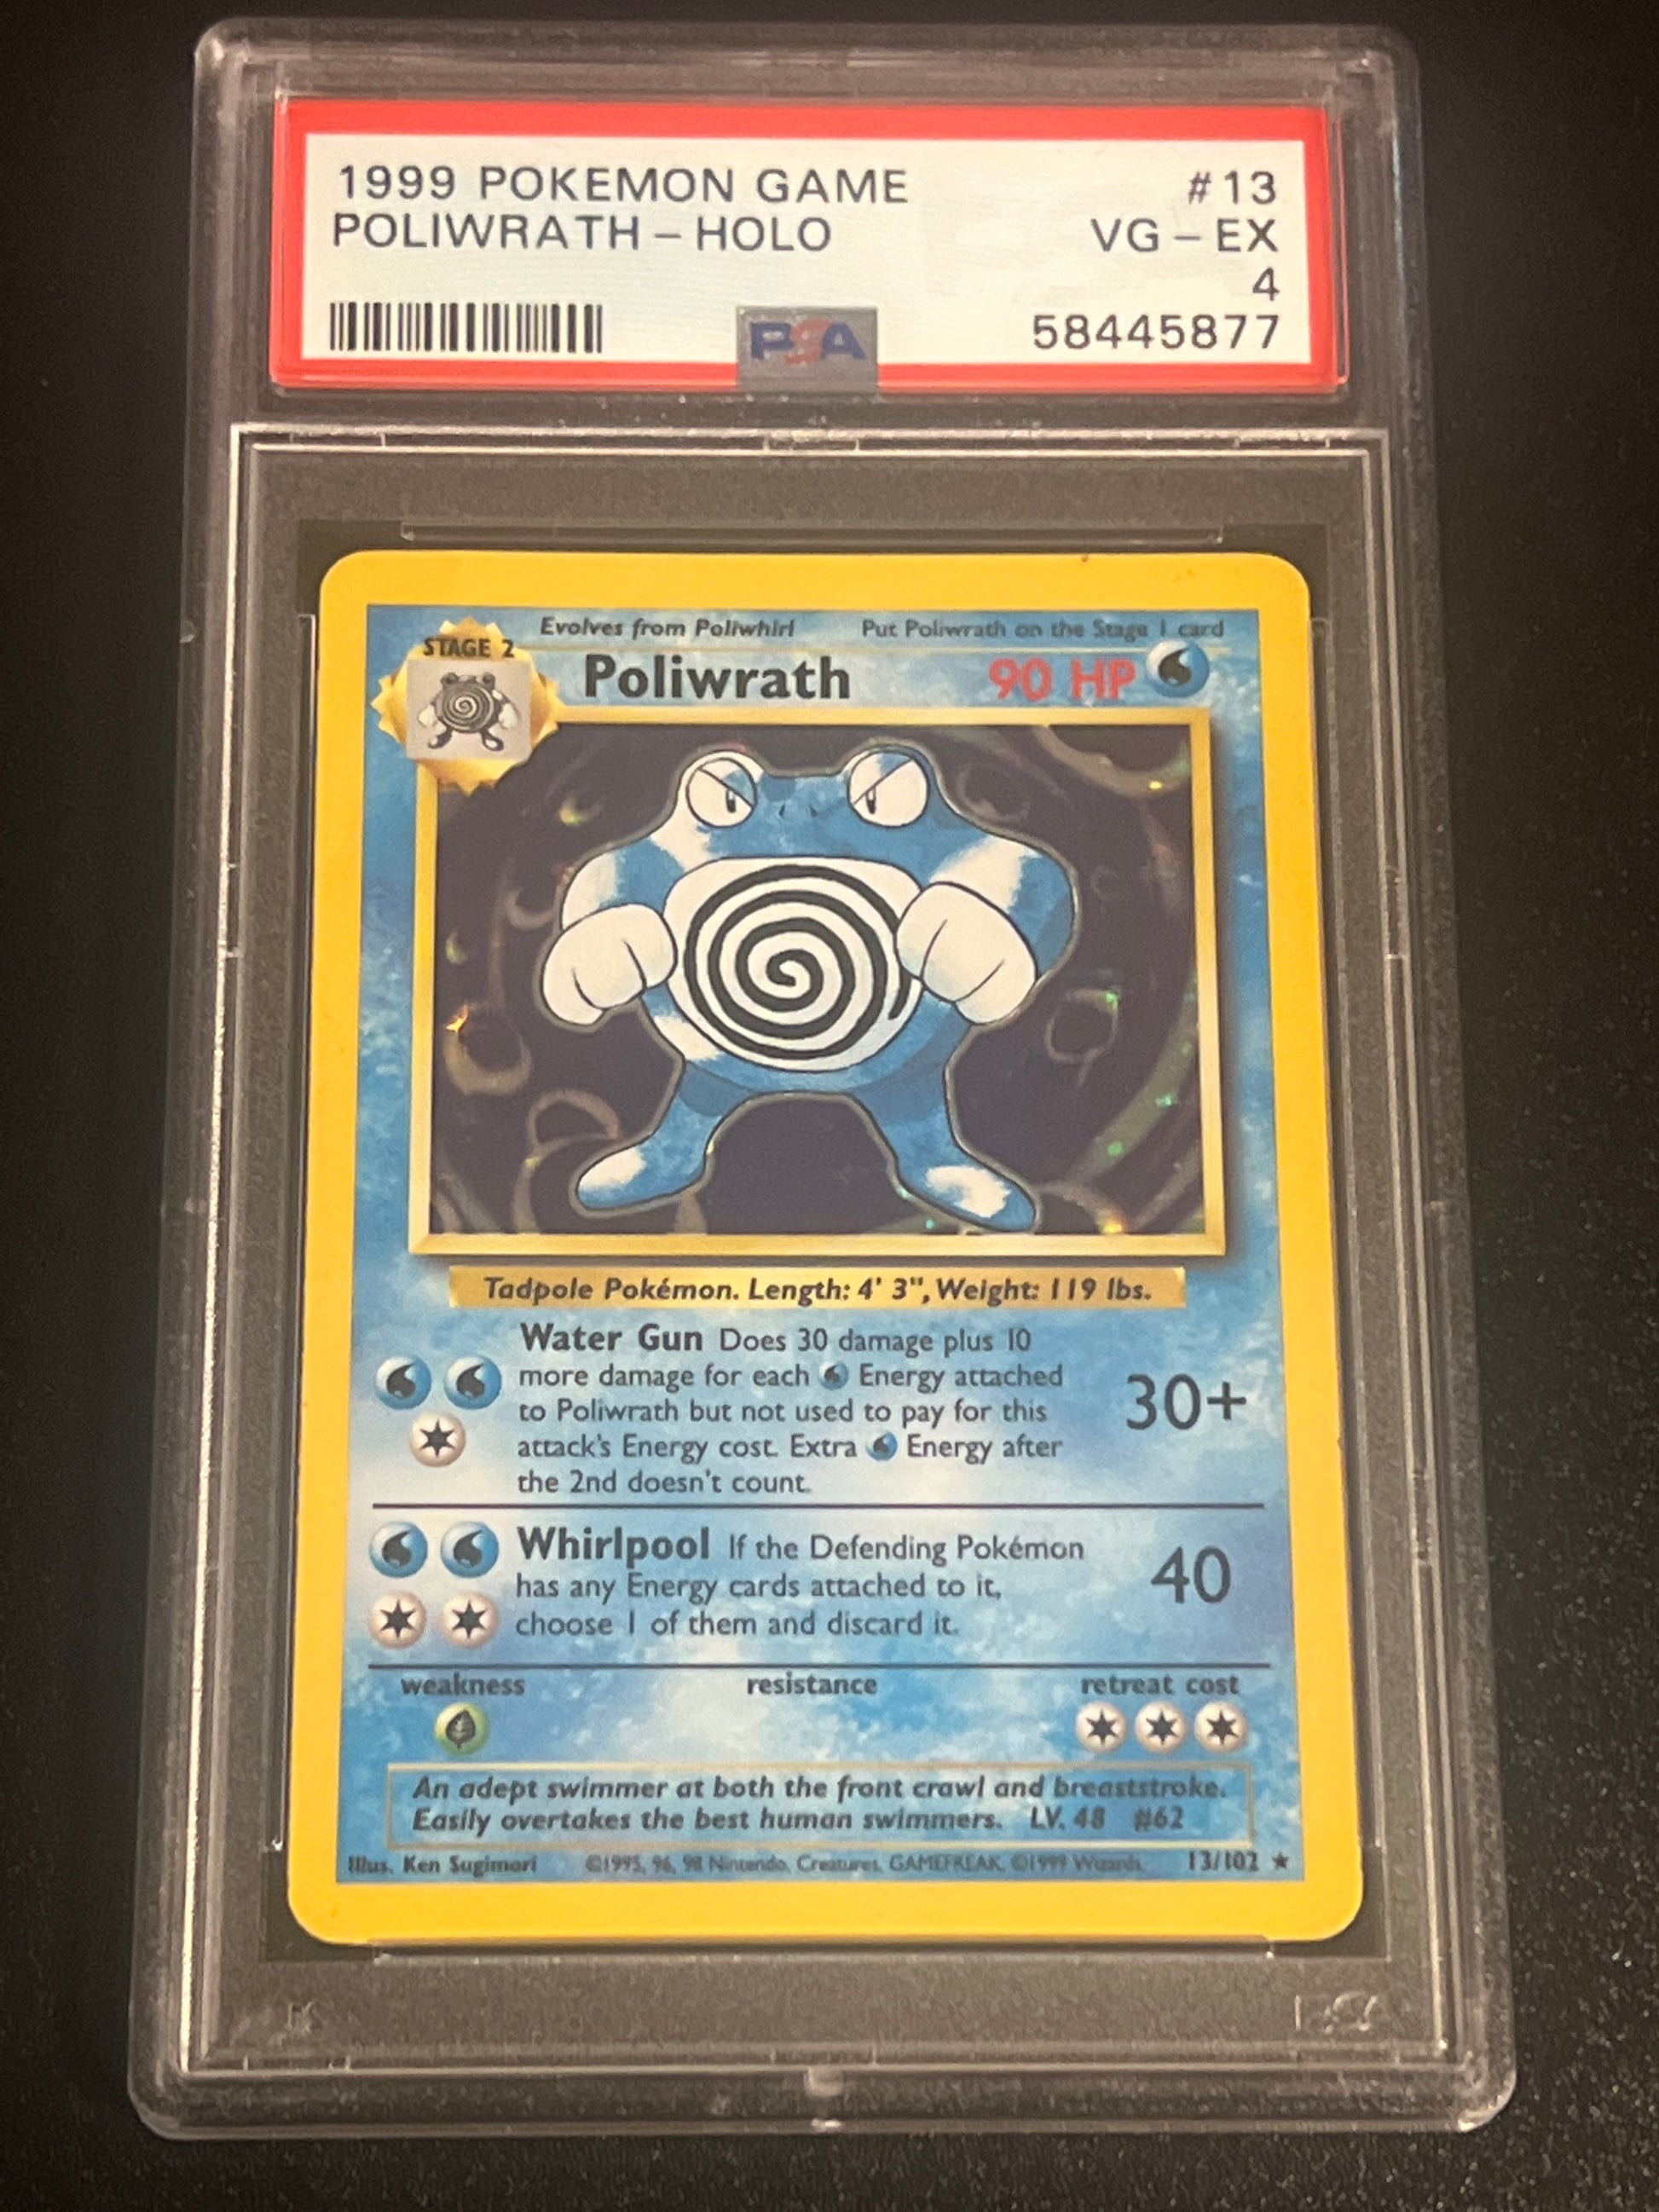 1999 POKEMON GAME #13
POLIWRATH - HOLO VG - EX
4
PSA 58445877
Evolves from Poliwhirl Put Poliwrath on the Stage 1 card
STAGE 2
Poliwrath 90 HP
Tadpole Pokémon. Length: 4' 3", Weight: 119 lbs.
Water Gun Does 30 damage plus 10
more damage for each Energy attached
to Poliwrath but not used to pay for this
attack's Energy cost. Extra Energy after
the 2nd doesn't count.
30+
Whirlpool If the Defending Pokémon
has any Energy cards attached to it,
choose 1 of them and discard it.
40
weakness resistance retreat cost
An adept swimmer at both the front crawl and breaststroke.
Easily overtakes the best human swimmers. LV. 48 #62
Illus. Ken Sugimori ©1995, 96, 98 Nintendo, Creatures, GAMEFREAK. ©1999 Wizards. 13/102 ★